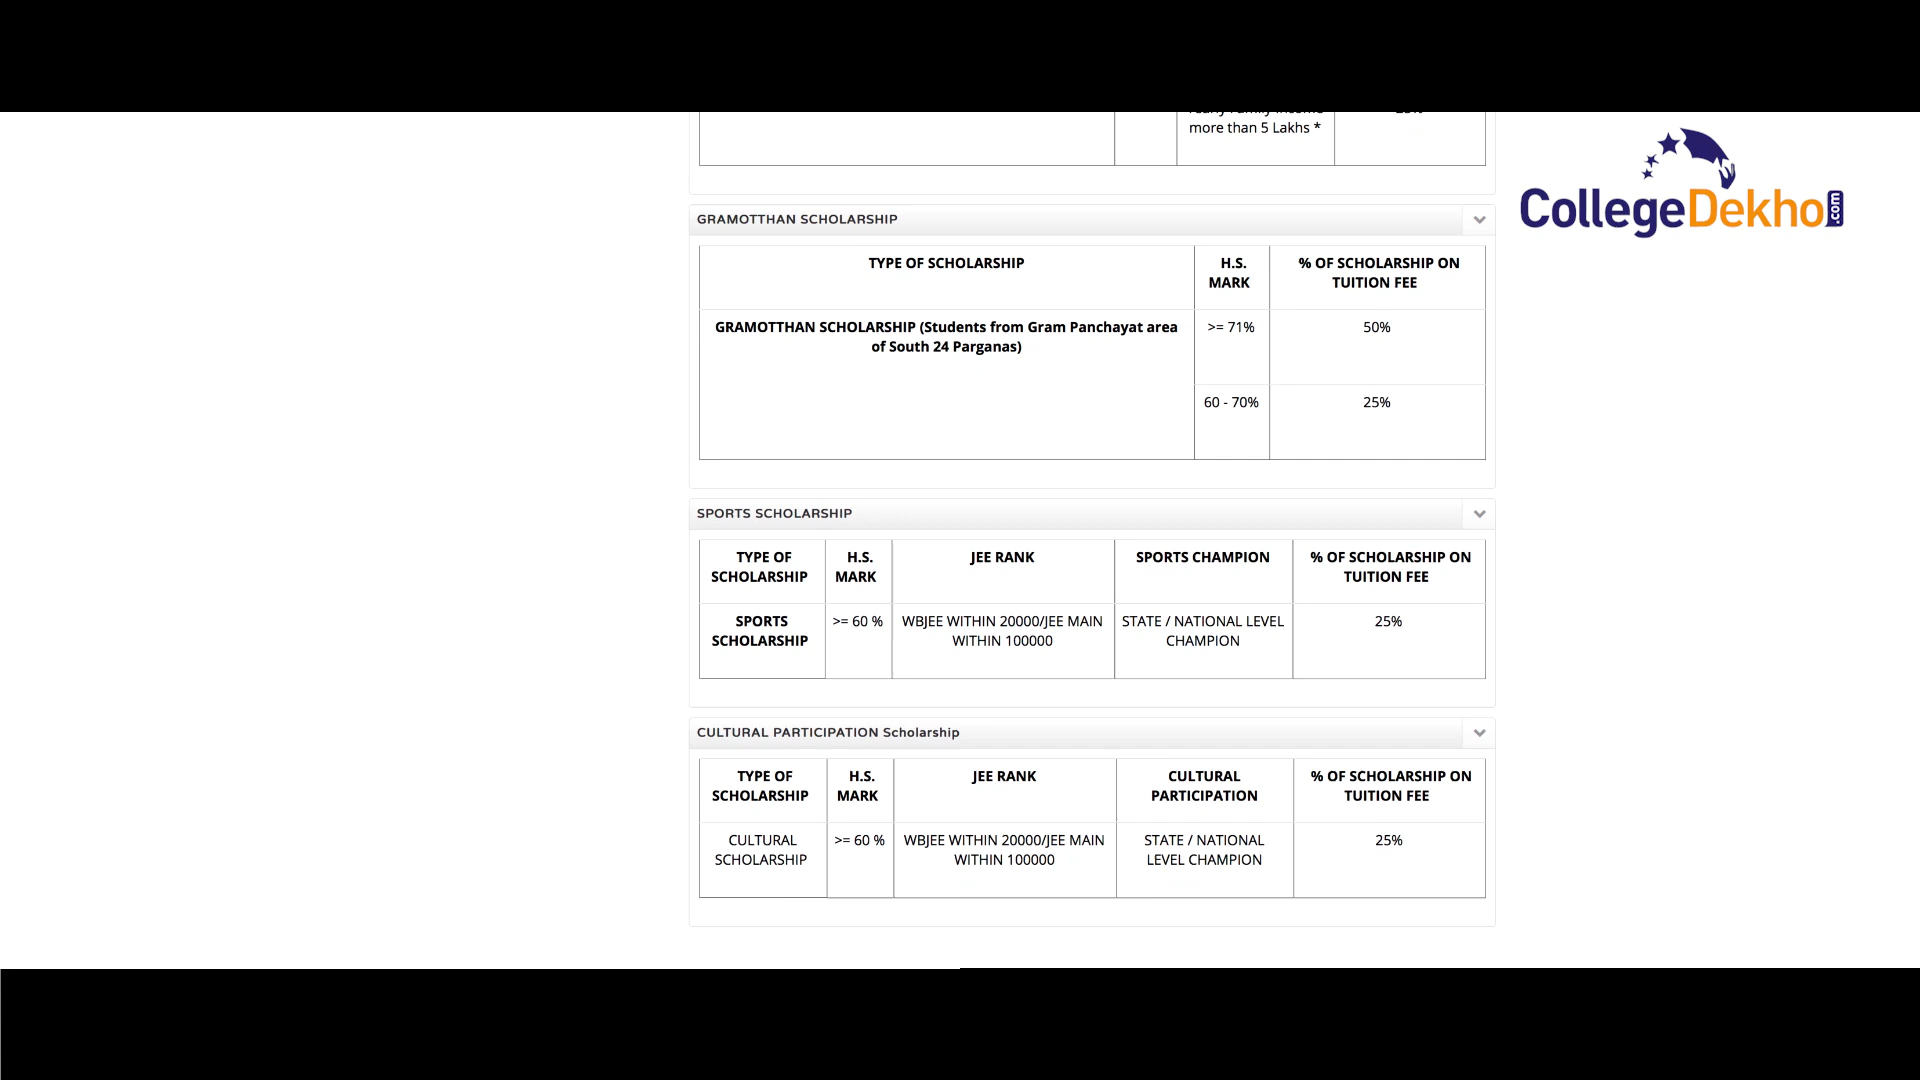 more than 5 Lakhs *
CollegeDekho.com
GRAMOTTHAN SCHOLARSHIP
TYPE OF SCHOLARSHIP
H.S.
MARK
% OF SCHOLARSHIP ON
TUITION FEE
GRAMOTTHAN SCHOLARSHIP (Students from Gram Panchayat area
of South 24 Parganas)
>= 71%
50%
60 - 70%
25%
SPORTS SCHOLARSHIP
TYPE OF
SCHOLARSHIP
H.S.
MARK
JEE RANK
SPORTS CHAMPION
% OF SCHOLARSHIP ON
TUITION FEE
SPORTS
SCHOLARSHIP
>= 60 %
WBJEE WITHIN 20000/JEE MAIN
WITHIN 100000
STATE / NATIONAL LEVEL
CHAMPION
25%
CULTURAL PARTICIPATION Scholarship
TYPE OF
SCHOLARSHIP
H.S.
MARK
JEE RANK
CULTURAL
PARTICIPATION
% OF SCHOLARSHIP ON
TUITION FEE
CULTURAL
SCHOLARSHIP
>= 60 %
WBJEE WITHIN 20000/JEE MAIN
WITHIN 100000
STATE / NATIONAL
LEVEL CHAMPION
25%